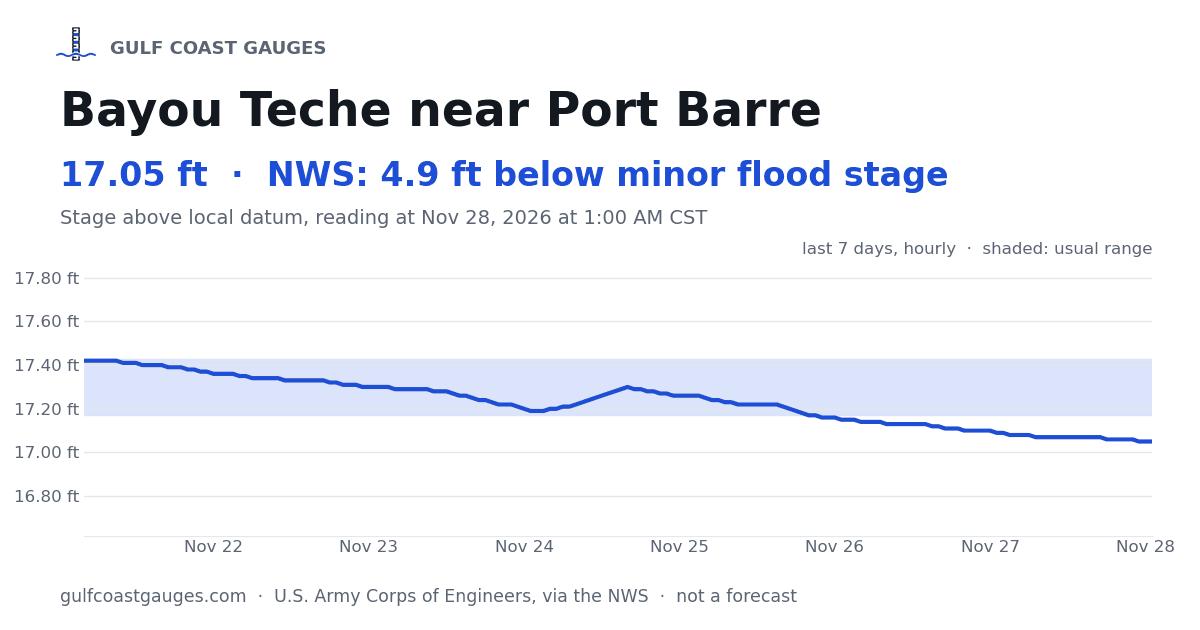 GULF COAST GAUGES
Bayou Teche near Port Barre
17.05 ft · NWS: 4.9 ft below minor flood stage
Stage above local datum, reading at Nov 28, 2026 at 1:00 AM CST
last 7 days, hourly · shaded: usual range
17.80 ft
17.60 ft
17.40 ft
17.20 ft
17.00 ft
16.80 ft
Nov 22 Nov 23 Nov 24 Nov 25 Nov 26 Nov 27 Nov 28
gulfcoastgauges.com · U.S. Army Corps of Engineers, via the NWS · not a forecast